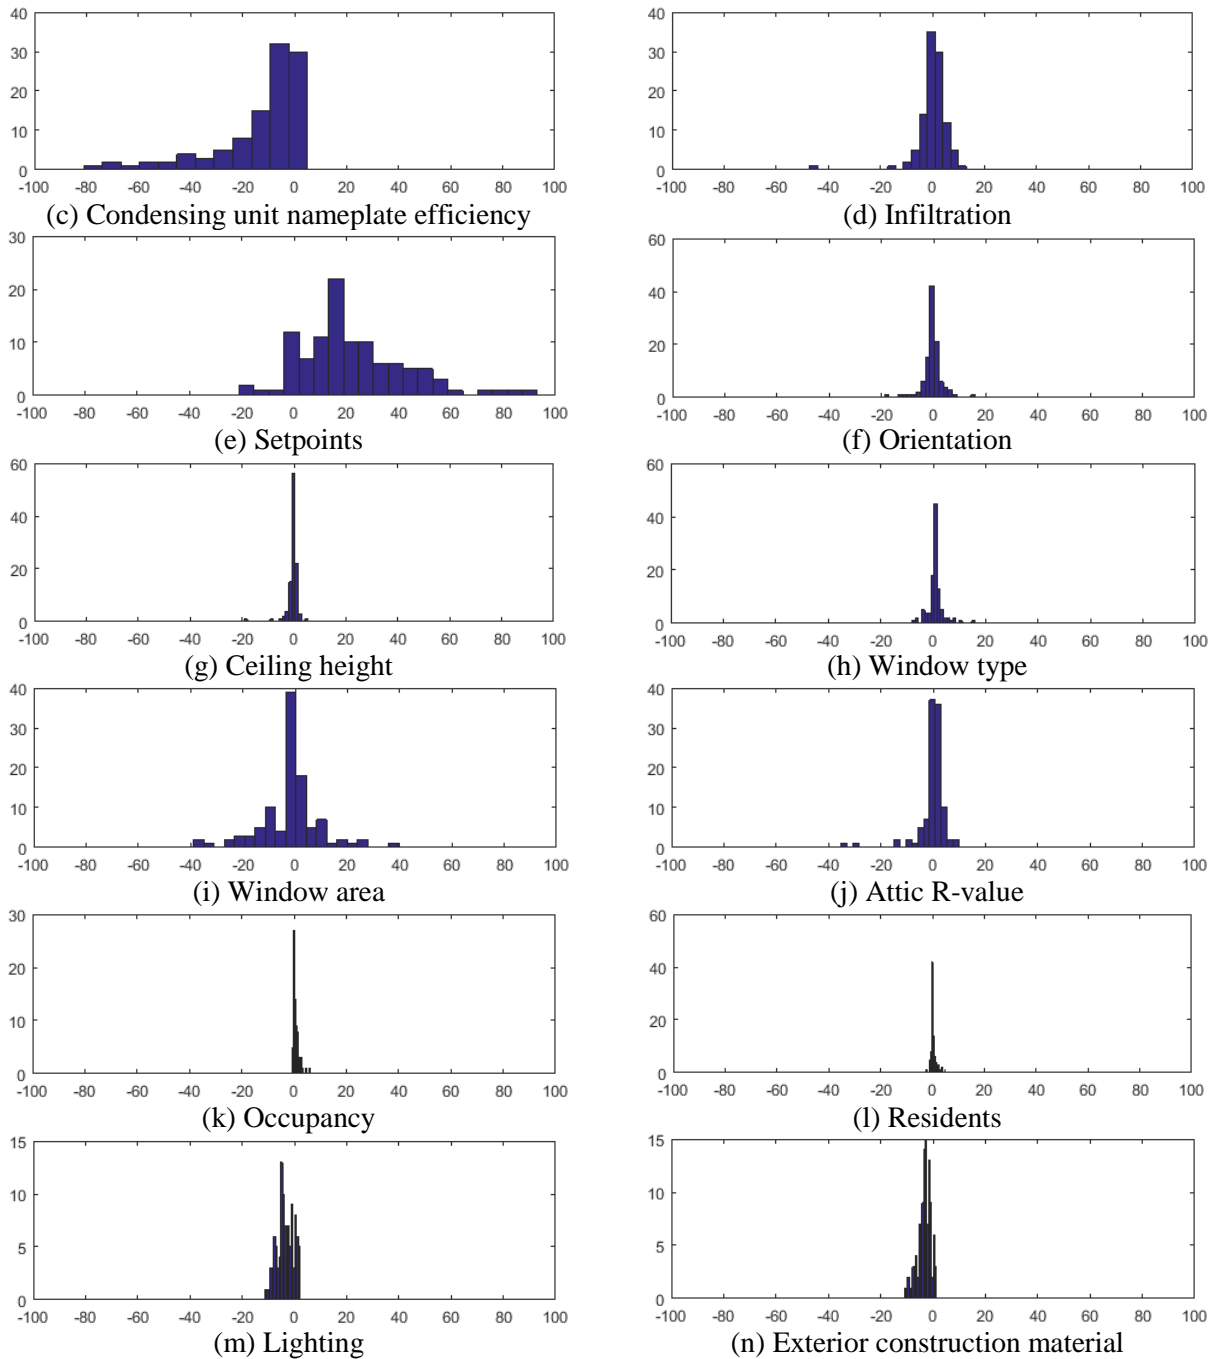 40
30
20
10
0
-100 -80 -60 -40 -20 0 20 40 60 80 100
(c) Condensing unit nameplate efficiency
40
30
20
10
0
-100 -80 -60 -40 -20 0 20 40 60 80 100
(d) Infiltration
30
20
10
0
-100 -80 -60 -40 -20 0 20 40 60 80 100
(e) Setpoints
60
40
20
0
-100 -80 -60 -40 -20 0 20 40 60 80 100
(f) Orientation
60
40
20
0
-100 -80 -60 -40 -20 0 20 40 60 80 100
(g) Ceiling height
60
40
20
0
-100 -80 -60 -40 -20 0 20 40 60 80 100
(h) Window type
40
30
20
10
0
-100 -80 -60 -40 -20 0 20 40 60 80 100
(i) Window area
40
30
20
10
0
-100 -80 -60 -40 -20 0 20 40 60 80 100
(j) Attic R-value
30
20
10
0
-100 -80 -60 -40 -20 0 20 40 60 80 100
(k) Occupancy
60
40
20
0
-100 -80 -60 -40 -20 0 20 40 60 80 100
(l) Residents
15
10
5
0
-100 -80 -60 -40 -20 0 20 40 60 80 100
(m) Lighting
15
10
5
0
-100 -80 -60 -40 -20 0 20 40 60 80 100
(n) Exterior construction material